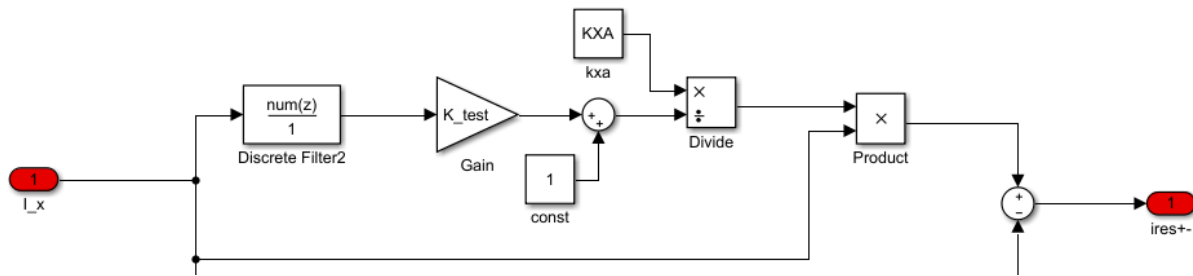 KXA
kxa
num(z)
1
Discrete Filter2
K_test
Gain
+
+
1
const
×
÷
Divide
×
Product
1
I_x
+
−
1
ires+-